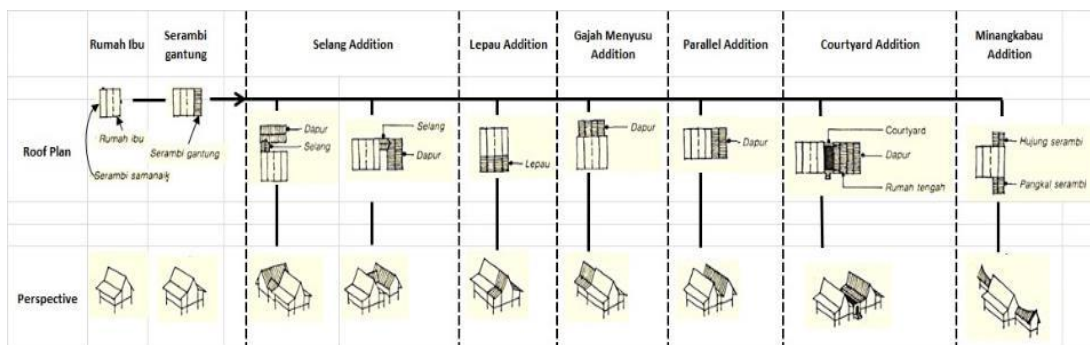 Rumah Ibu
Serambi
gantung
Selang Addition
Lepau Addition
Gajah Menyusu
Addition
Parallel Addition
Courtyard Addition
Minangkabau
Addition
Roof Plan
Rumah ibu
Serambi samanaik
Serambi gantung
Dapur
Selang
Selang
Dapur
Lepau
Dapur
Dapur
Courtyard
Dapur
Rumah tengah
Hujung serambi
Pangkal serambi
Perspective